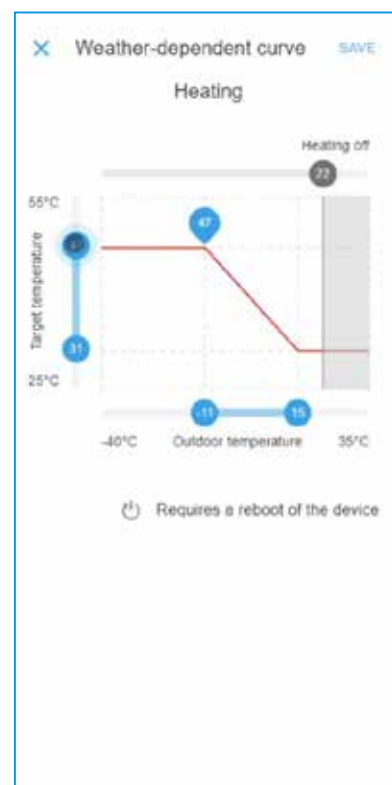 Weather-dependent curve SAVE
Heating
Heating off
22
55°C
47
47
Target temperature
31
25°C
-11 15
-40°C Outdoor temperature 35°C
Requires a reboot of the device